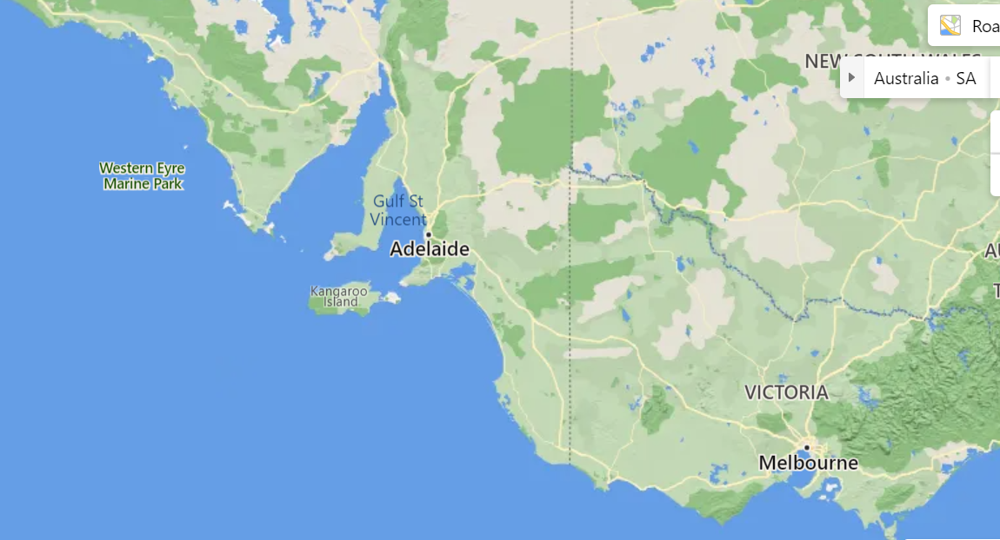 Roa
NEW SOUTH WALES
Australia • SA
Western Eyre
Marine Park
Gulf St
Vincent
Adelaide
Kangaroo
Island
VICTORIA
Melbourne